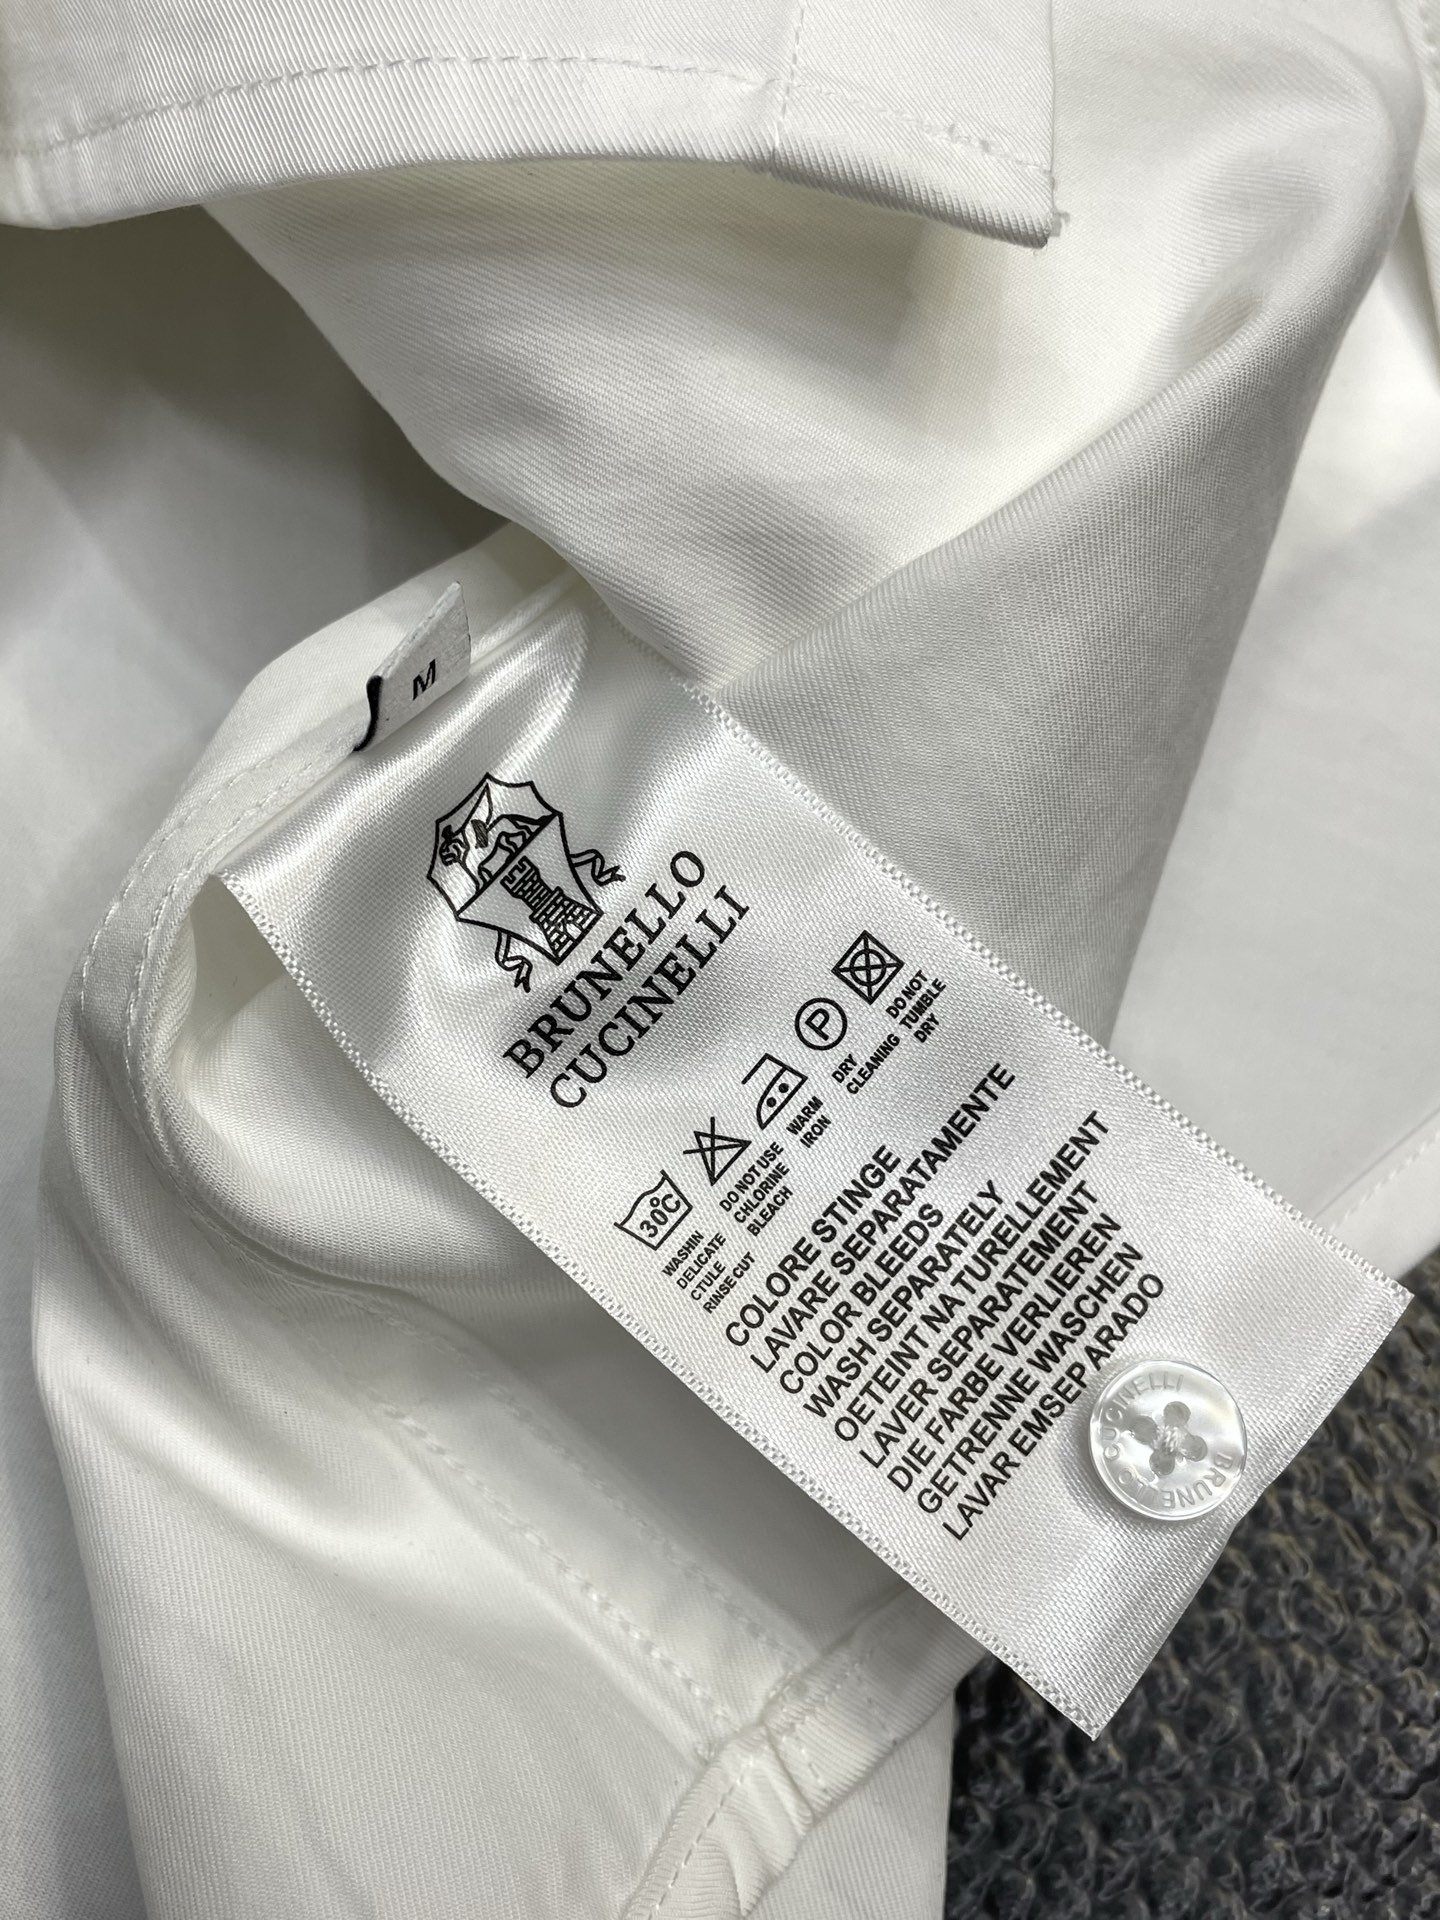 M
BRUNELLO
CUCINELLI
30°C
P
WASHIN
DELICATE
CTULE
RINSE CUT
DO NOT USE
CHLORINE
BLEACH
WARM
IRON
DRY
CLEANING
DO NOT
TUMBLE
DRY
COLORE STINGE
LAVARE SEPARATAMENTE
COLOR BLEEDS
WASH SEPARATELY
OETEINT NA TURELLEMENT
LAVER SEPARATEMENT
DIE FARBE VERLIEREN
GETRENNE WASCHEN
LAVAR EMSEP ARADO
CUCINELLI